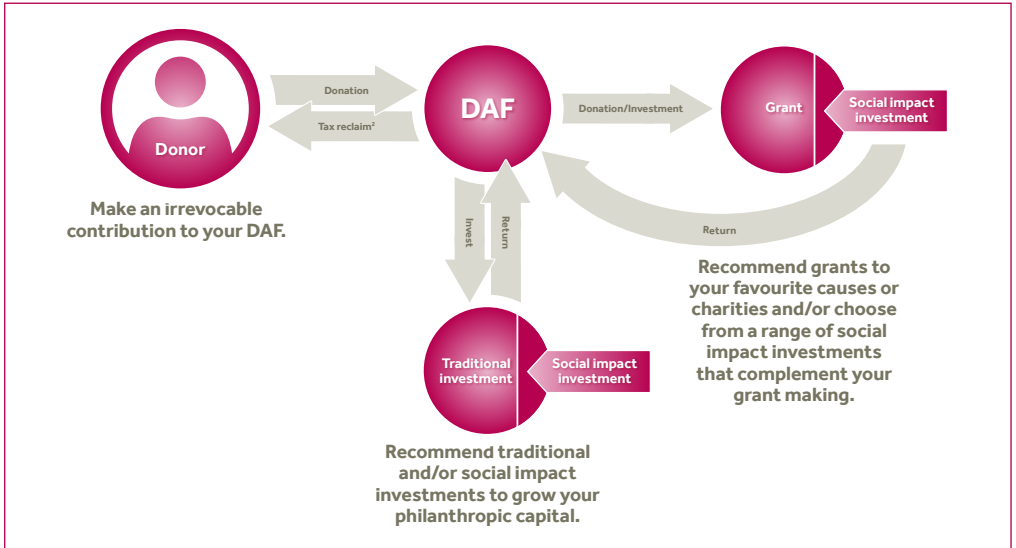 Donor
Make an irrevocable
contribution to your DAF.
Donation
Tax reclaim²
DAF
Donation/Investment
Grant
Social impact
investment
Return
Recommend grants to
your favourite causes or
charities and/or choose
from a range of social
impact investments
that complement your
grant making.
Invest
Return
Traditional
investment
Social impact
investment
Recommend traditional
and/or social impact
investments to grow your
philanthropic capital.